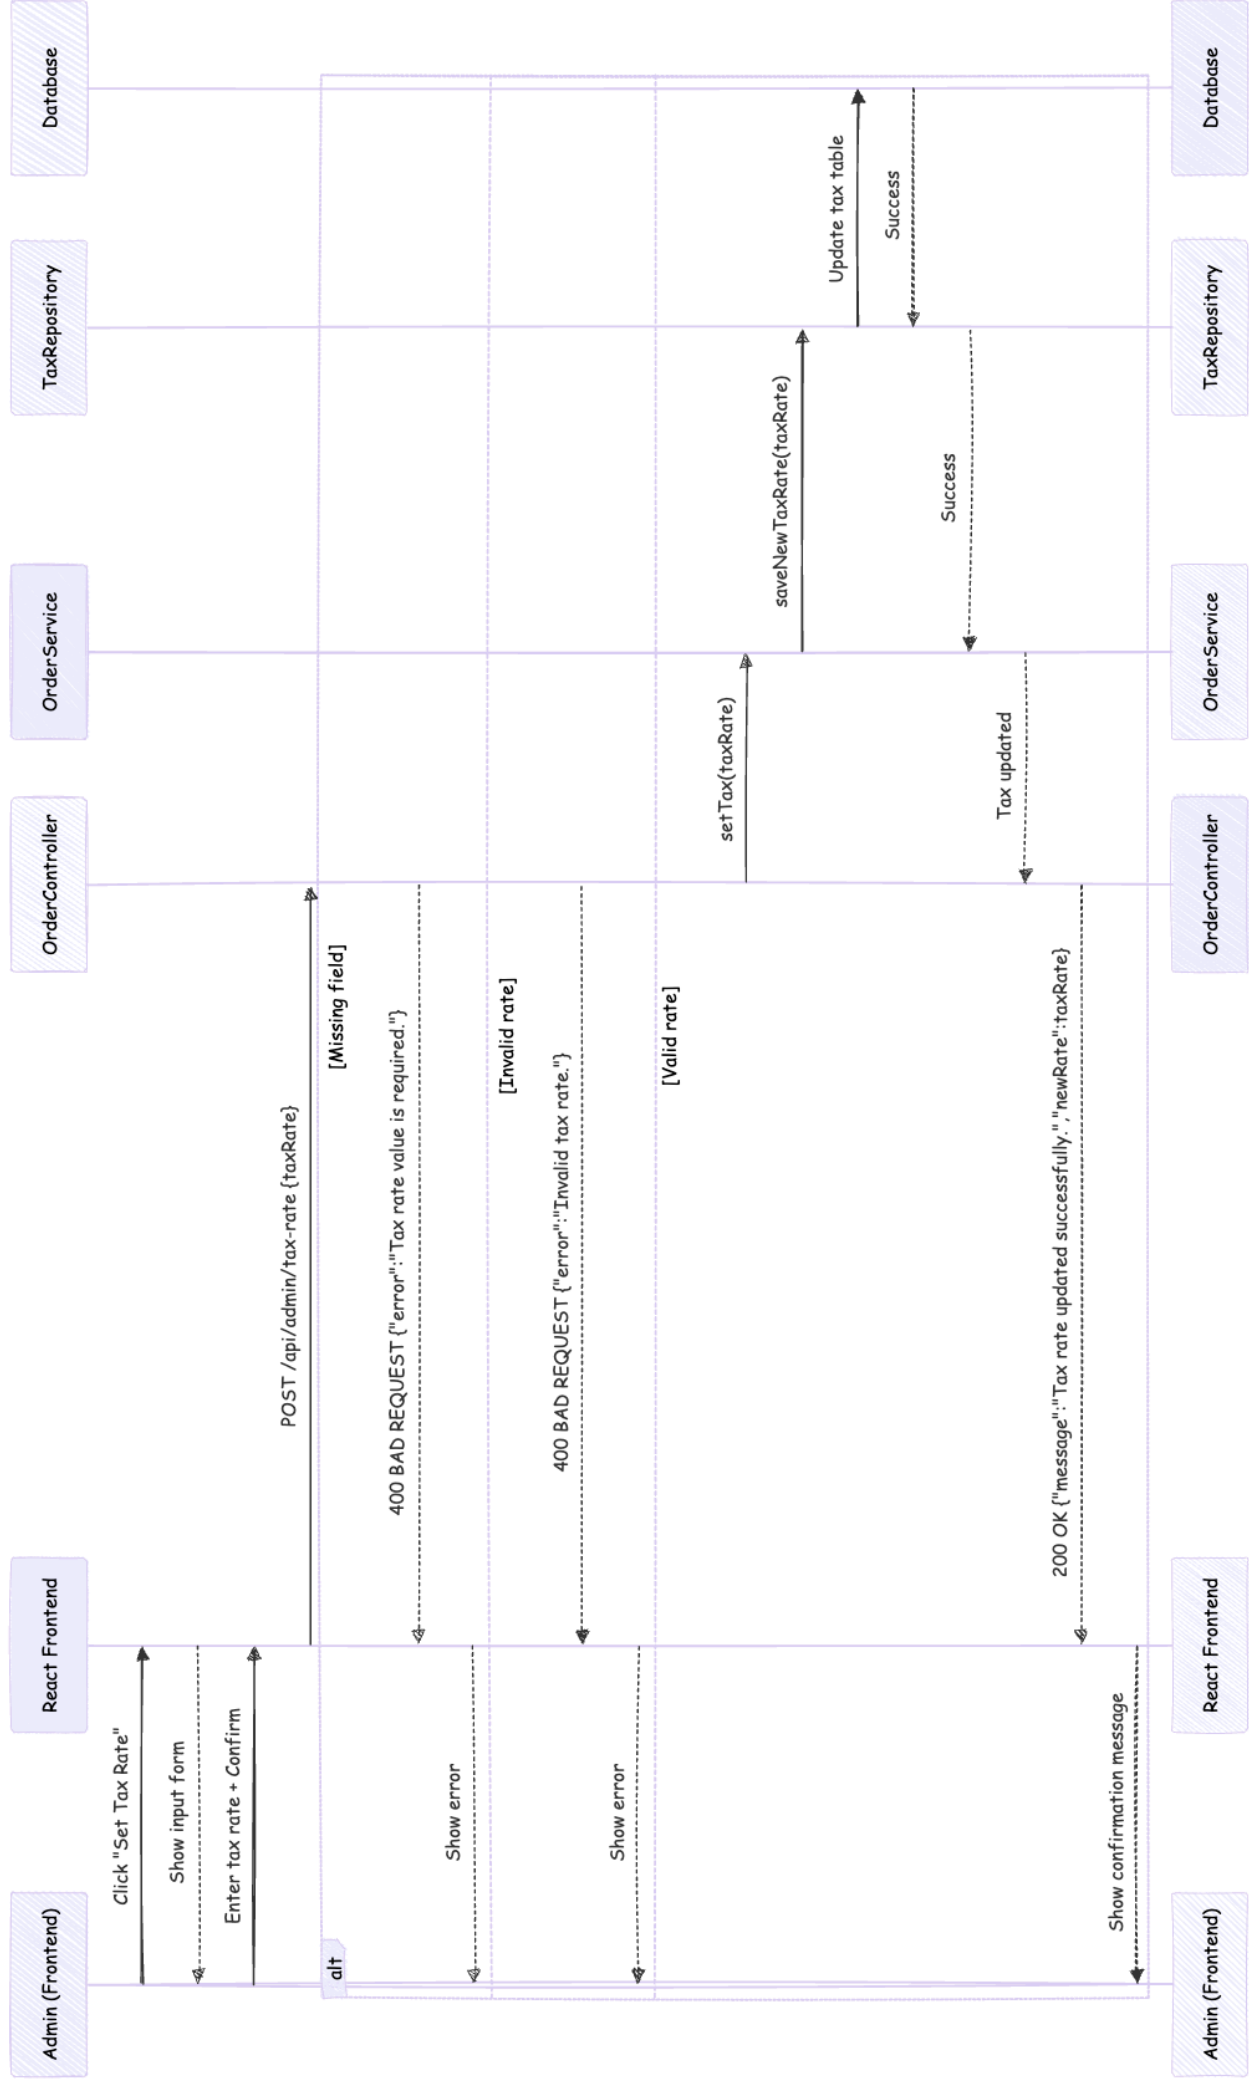 Admin (Frontend)
React Frontend
OrderController
OrderService
TaxRepository
Database
Click "Set Tax Rate"
Show input form
Enter tax rate + Confirm
POST /api/admin/tax-rate {taxRate}
alt
[Missing field]
400 BAD REQUEST {"error":"Tax rate value is required."}
Show error
[Invalid rate]
400 BAD REQUEST {"error":"Invalid tax rate."}
Show error
[Valid rate]
setTax(taxRate)
saveNewTaxRate(taxRate)
Update tax table
Success
Success
Tax updated
200 OK {"message":"Tax rate updated successfully.","newRate":taxRate}
Show confirmation message
Admin (Frontend)
React Frontend
OrderController
OrderService
TaxRepository
Database